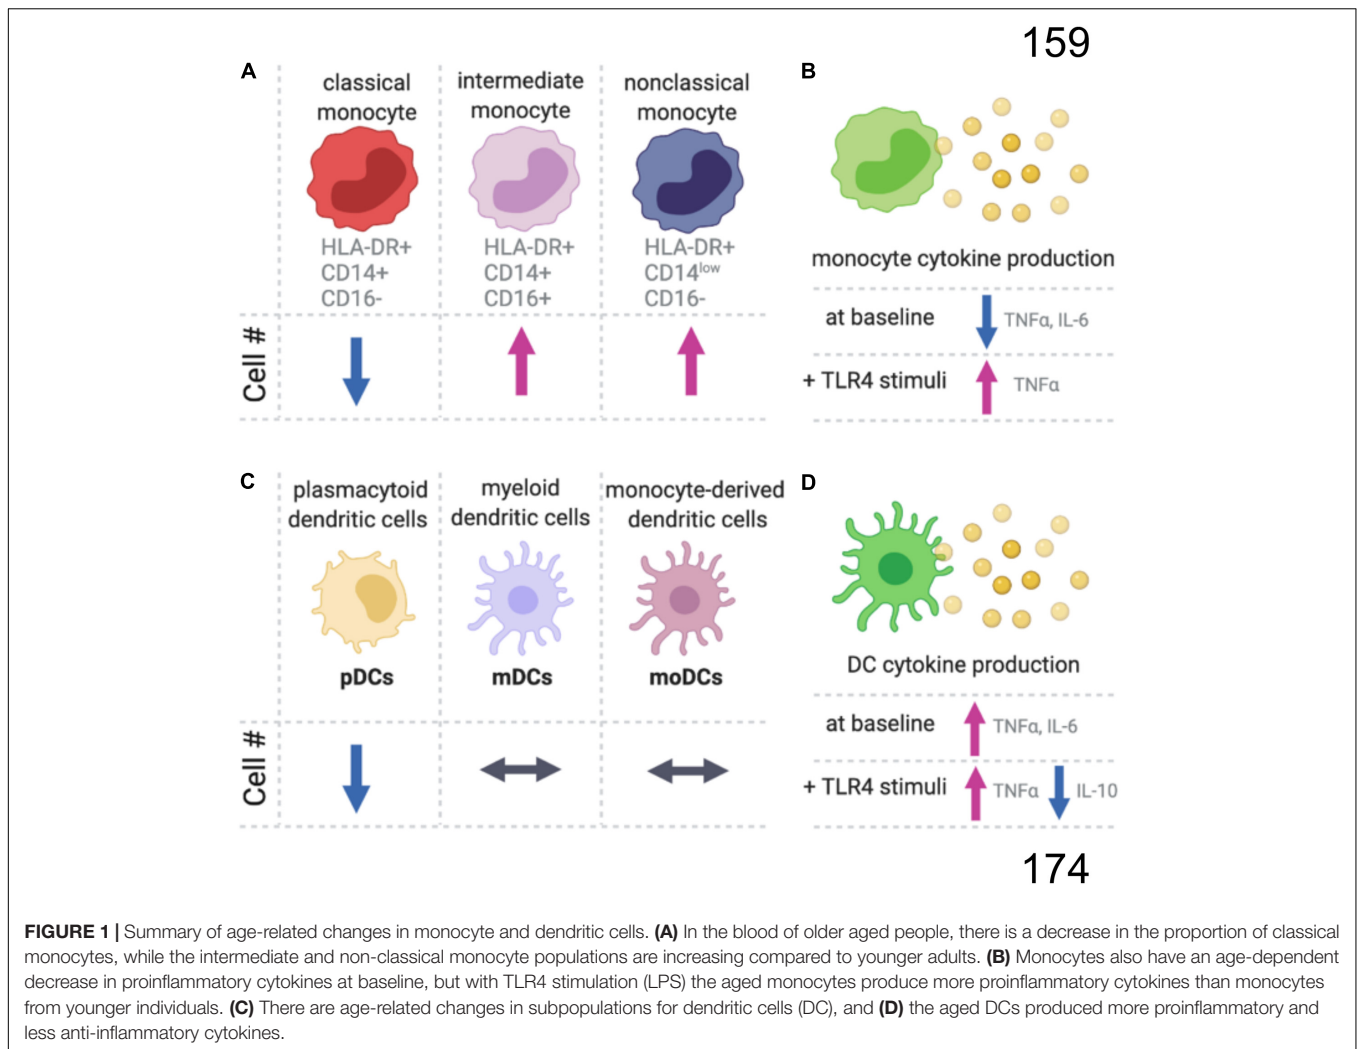 159
A
classical
monocyte
intermediate
monocyte
nonclassical
monocyte
HLA-DR+
CD14+
CD16-
HLA-DR+
CD14+
CD16+
HLA-DR+
CD14low
CD16-
Cell #
B
monocyte cytokine production
at baseline TNFα, IL-6
+ TLR4 stimuli TNFα
C
plasmacytoid
dendritic cells
myeloid
dendritic cells
monocyte-derived
dendritic cells
pDCs
mDCs
moDCs
Cell #
D
DC cytokine production
at baseline TNFα, IL-6
+ TLR4 stimuli TNFα IL-10
174
FIGURE 1 | Summary of age-related changes in monocyte and dendritic cells. (A) In the blood of older aged people, there is a decrease in the proportion of classical
monocytes, while the intermediate and non-classical monocyte populations are increasing compared to younger adults. (B) Monocytes also have an age-dependent
decrease in proinflammatory cytokines at baseline, but with TLR4 stimulation (LPS) the aged monocytes produce more proinflammatory cytokines than monocytes
from younger individuals. (C) There are age-related changes in subpopulations for dendritic cells (DC), and (D) the aged DCs produced more proinflammatory and
less anti-inflammatory cytokines.